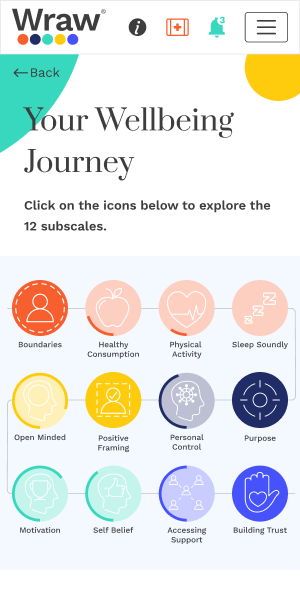 Wraw®
3
Back
Your Wellbeing
Journey
Click on the icons below to explore the
12 subscales.
Boundaries
Healthy
Consumption
Physical
Activity
Sleep Soundly
Open Minded
Positive
Framing
Personal
Control
Purpose
Motivation
Self Belief
Accessing
Support
Building Trust